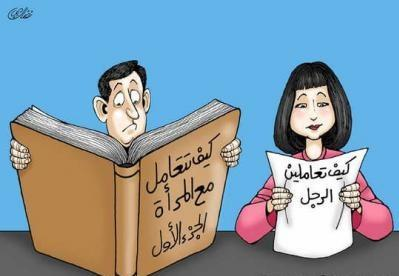 كيف تتعامل
مع المرأة
الجزء الأول
كيف تعاملين
الرجل